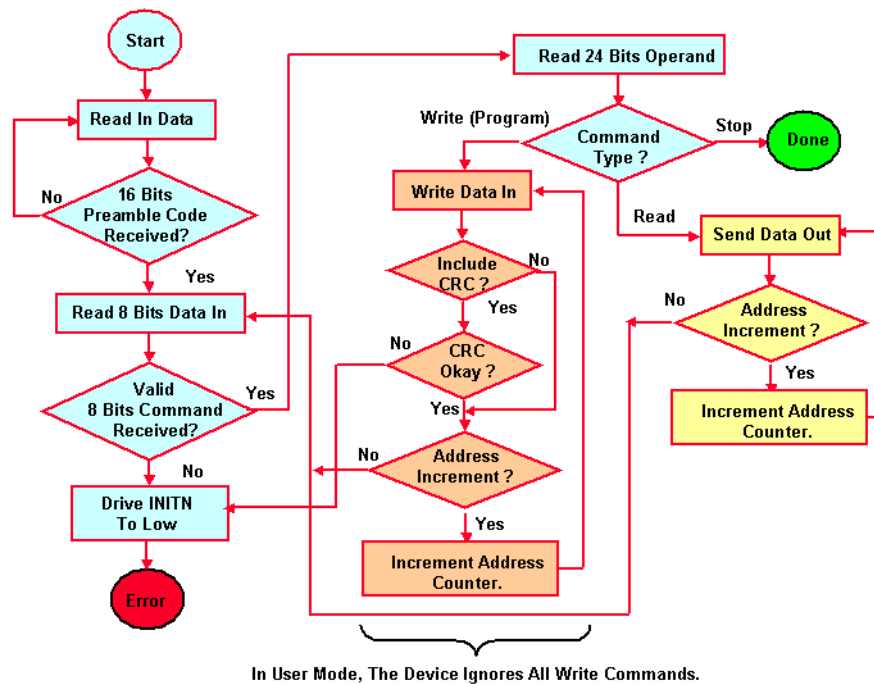 Start
Read In Data
No
16 Bits
Preamble Code
Received?
Yes
Read 8 Bits Data In
Valid
8 Bits Command
Received?
Yes
No
Drive INITN
To Low
Error
Read 24 Bits Operand
Write (Program)
Command
Type ?
Stop
Done
Read
Write Data In
Include
CRC ?
No
Yes
No
CRC
Okay ?
Yes
No
Address
Increment ?
Yes
Increment Address
Counter.
Send Data Out
No
Address
Increment ?
Yes
Increment Address
Counter.
In User Mode, The Device Ignores All Write Commands.